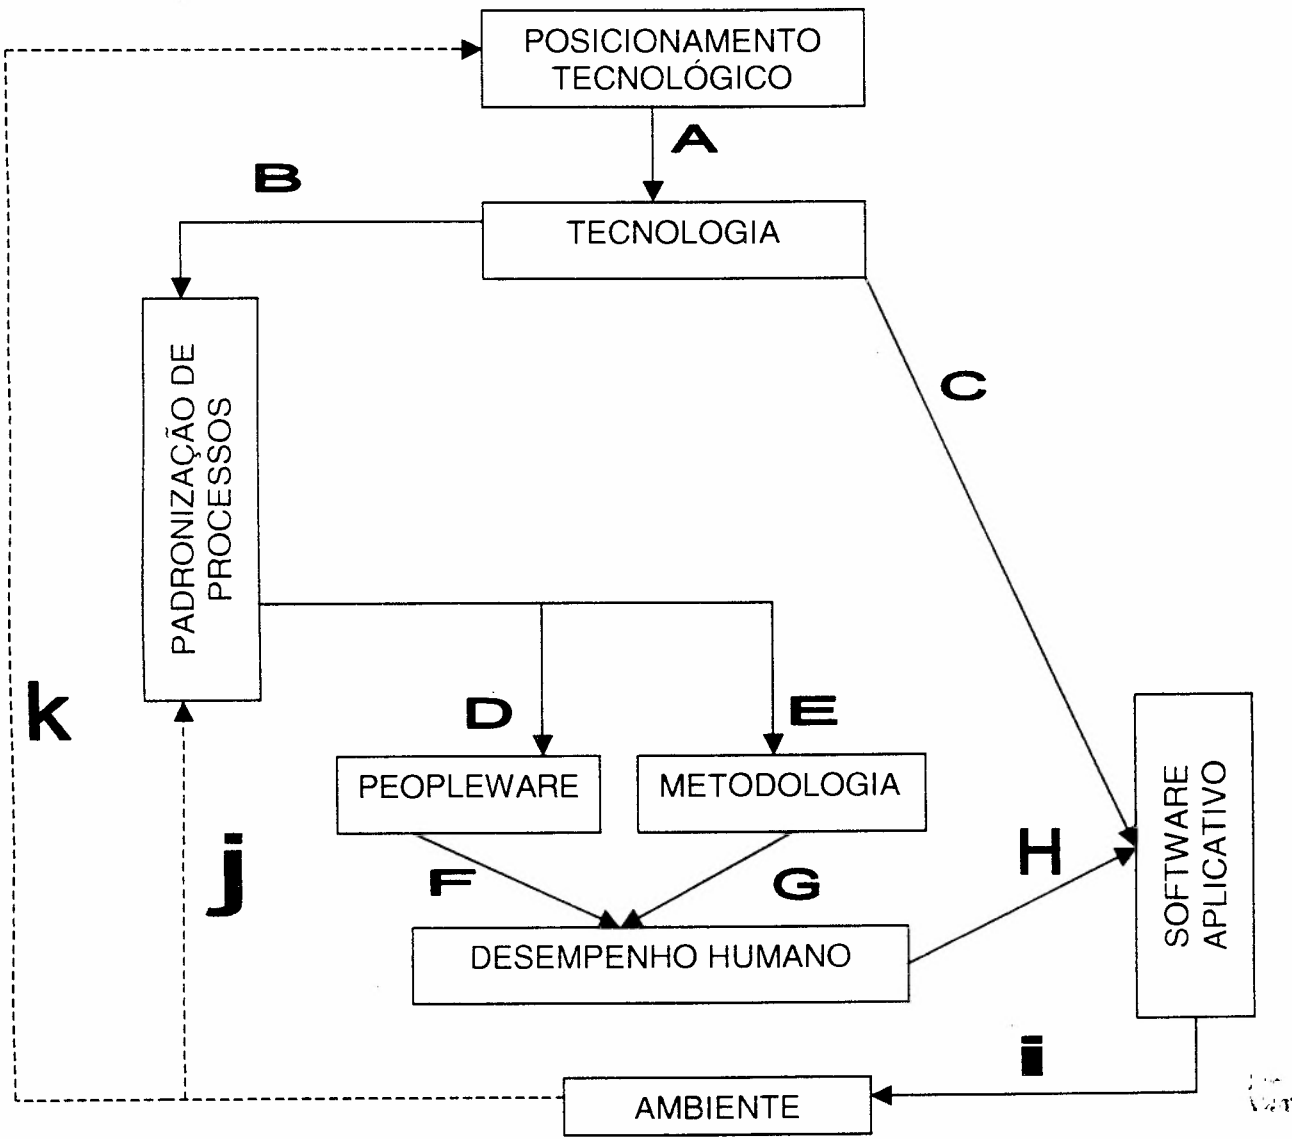 POSICIONAMENTO
TECNOLÓGICO
A
B
TECNOLOGIA
C
PADRONIZAÇÃO DE
PROCESSOS
k
D
E
PEOPLEWARE
METODOLOGIA
SOFTWARE
APLICATIVO
j
F
G
H
DESEMPENHO HUMANO
i
AMBIENTE